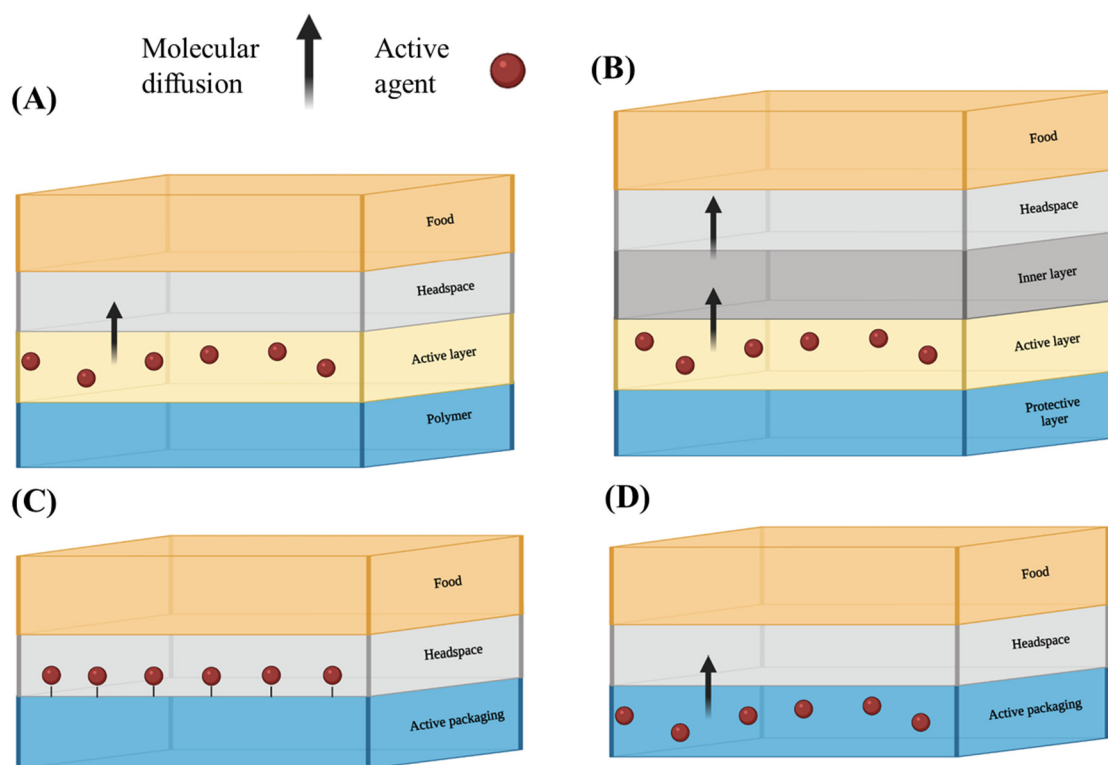 Molecular
diffusion
Active
agent
(A)
Food
Headspace
Active layer
Polymer
(B)
Food
Headspace
Inner layer
Active layer
Protective
layer
(C)
Food
Headspace
Active packaging
(D)
Food
Headspace
Active packaging